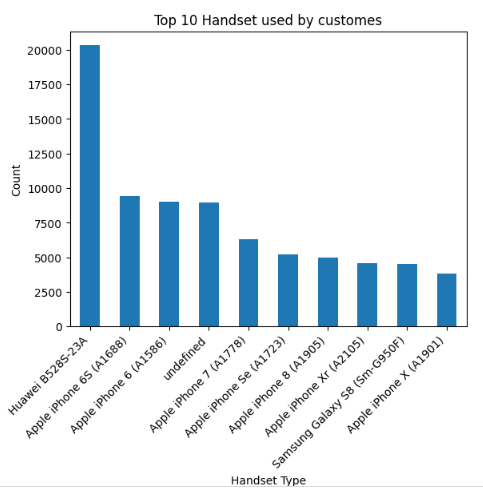 Top 10 Handset used by customes
Count
20000
17500
15000
12500
10000
7500
5000
2500
0
Huawei B528S-23A
Apple iPhone 6S (A1688)
Apple iPhone 6 (A1586)
undefined
Apple iPhone 7 (A1778)
Apple iPhone Se (A1723)
Apple iPhone 8 (A1905)
Apple iPhone Xr (A2105)
Samsung Galaxy S8 (Sm-G950F)
Apple iPhone X (A1901)
Handset Type